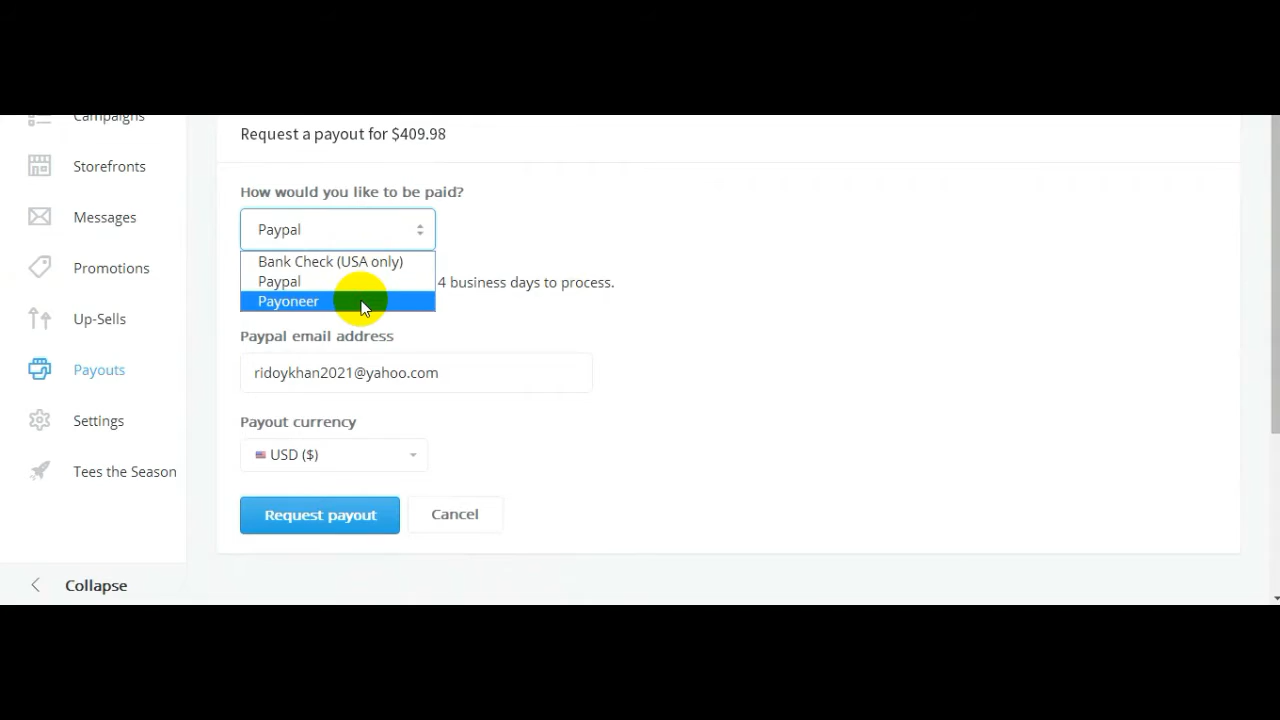 Campaigns
Storefronts
Messages
Promotions
Up-Sells
Payouts
Settings
Tees the Season
Collapse
Request a payout for $409.98
How would you like to be paid?
Paypal
Bank Check (USA only)
Paypal
4 business days to process.
Payoneer
Paypal email address
ridoykhan2021@yahoo.com
Payout currency
USD ($)
Request payout
Cancel